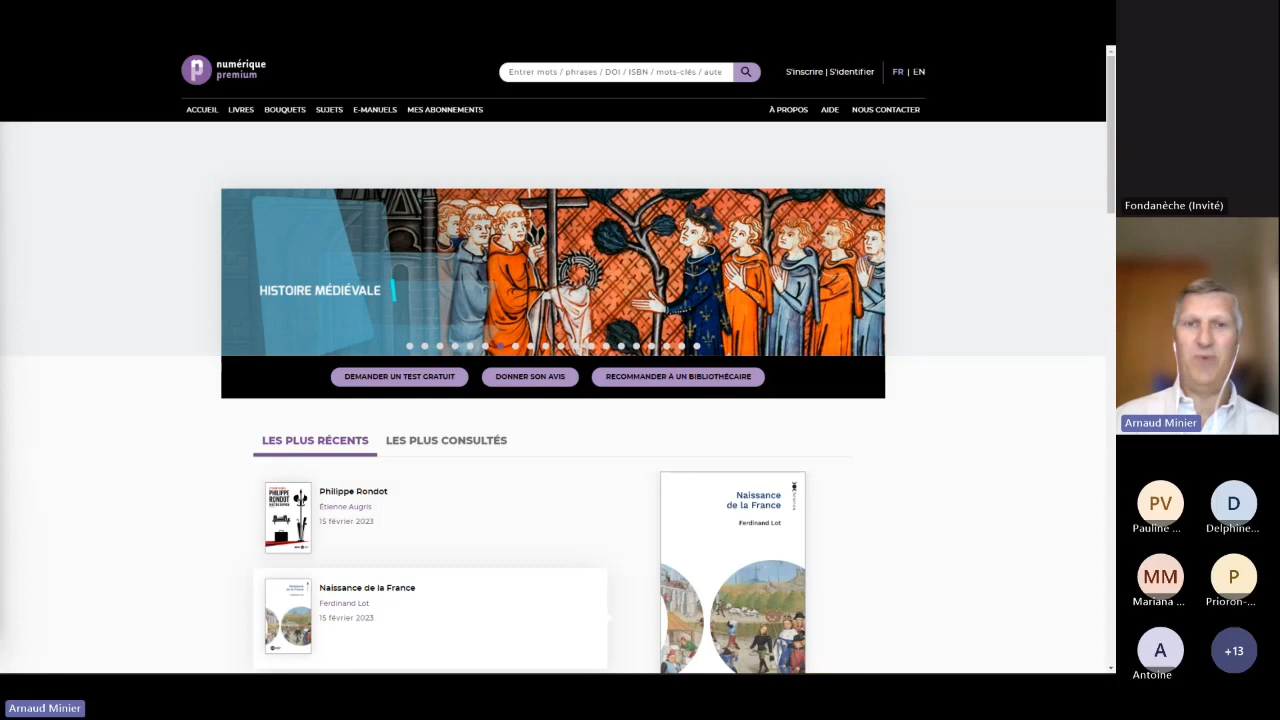 numérique
premium
Entrer mots / phrases / DOI / ISBN / mots-clés / aute
S'inscrire | S'identifier
FR | EN
ACCUEIL LIVRES BOUQUETS SUJETS E-MANUELS MES ABONNEMENTS
À PROPOS AIDE NOUS CONTACTER
HISTOIRE MÉDIÉVALE
DEMANDER UN TEST GRATUIT
DONNER SON AVIS
RECOMMANDER À UN BIBLIOTHÉCAIRE
LES PLUS RÉCENTS
LES PLUS CONSULTÉS
PHILIPPE
RONDOT
Philippe Rondot
Étienne Augris
15 février 2023
Naissance de la France
Ferdinand Lot
15 février 2023
Naissance
de la France
Ferdinand Lot
Fondanèche (Invité)
Arnaud Minier
PV
Pauline ...
D
Delphine...
MM
Mariana ...
P
Prioron-...
A
Antoine
+13
Arnaud Minier